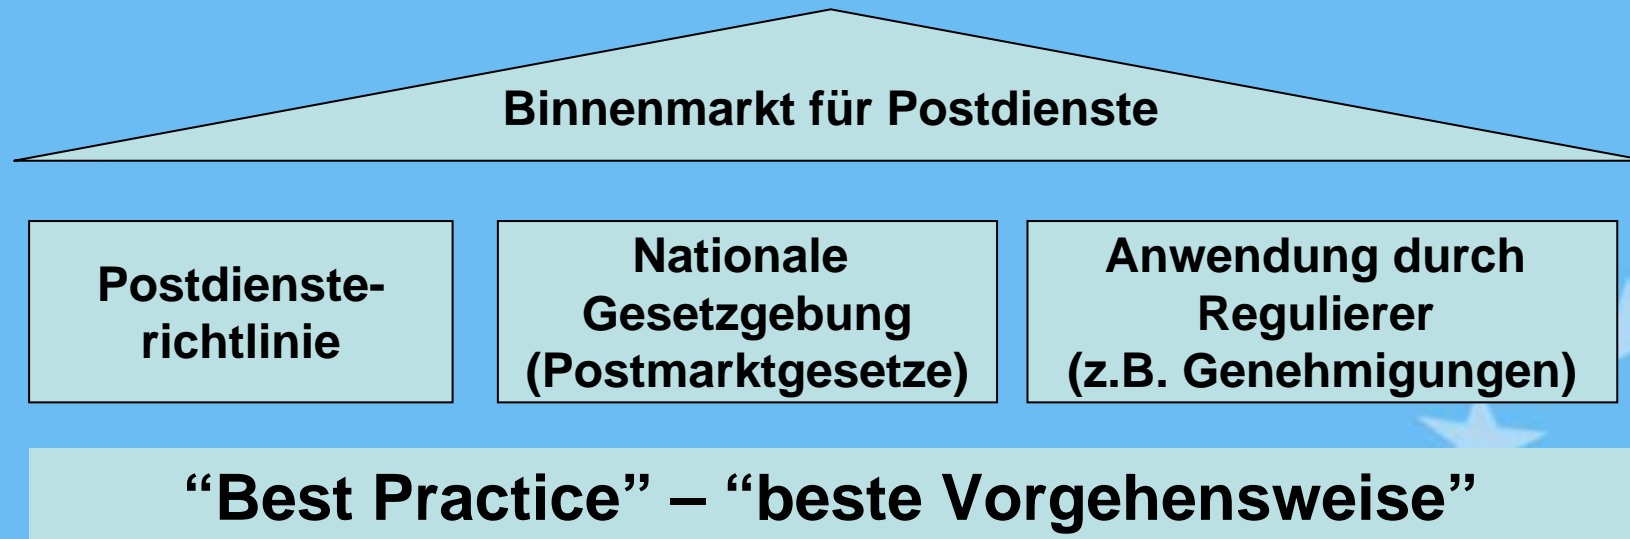 Binnenmarkt für Postdienste
Postdienste-
richtlinie
Nationale
Gesetzgebung
(Postmarktgesetze)
Anwendung durch
Regulierer
(z.B. Genehmigungen)
“Best Practice” – “beste Vorgehensweise”